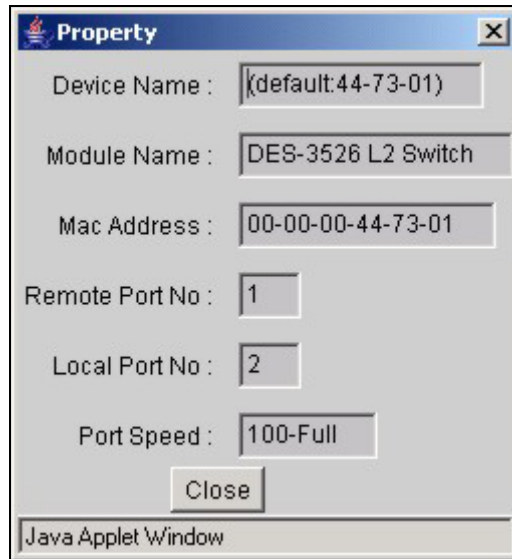 Property
Device Name : (default:44-73-01)
Module Name : DES-3526 L2 Switch
Mac Address : 00-00-00-44-73-01
Remote Port No : 1
Local Port No : 2
Port Speed : 100-Full
Close
Java Applet Window